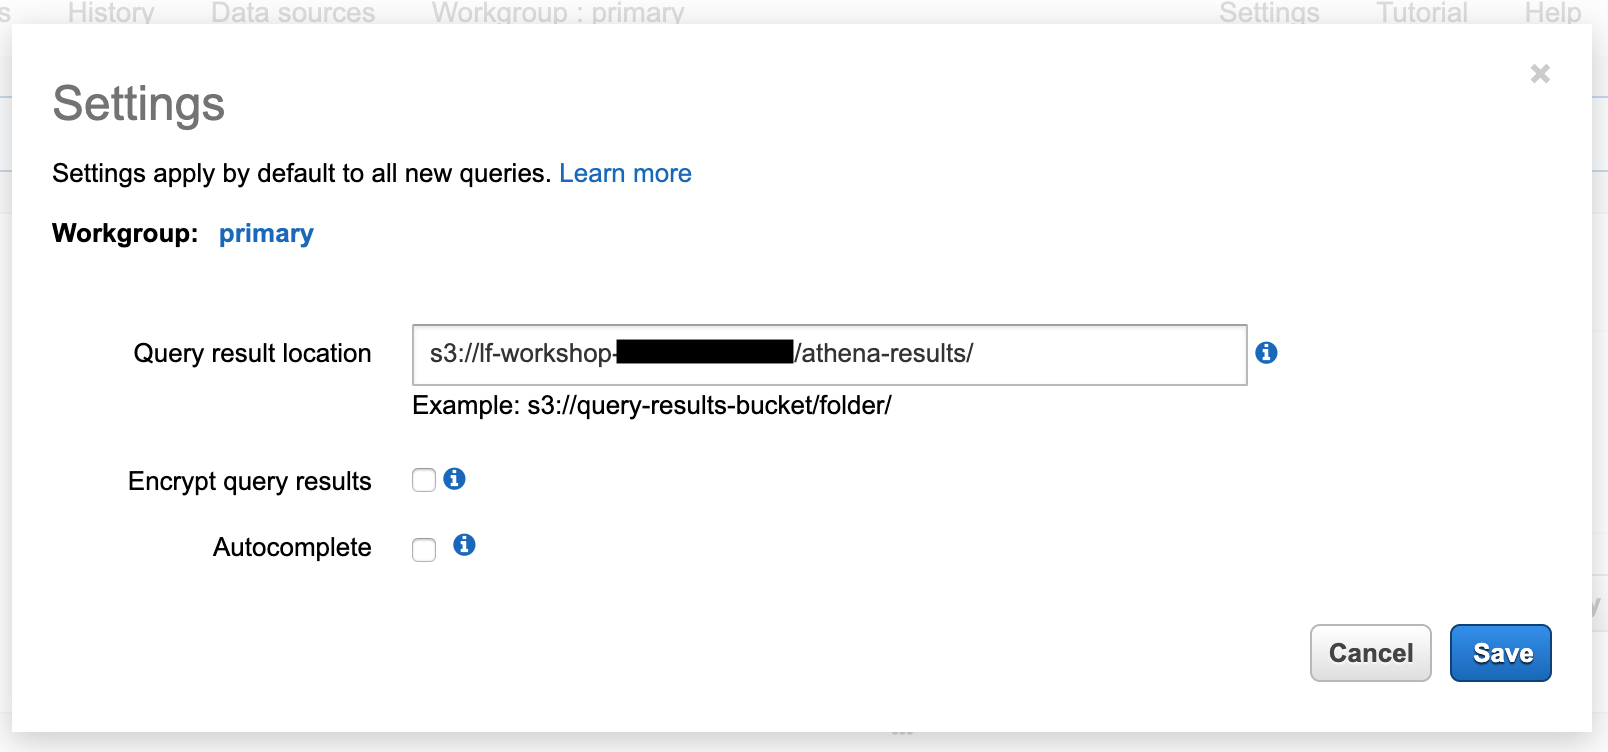 s History Data sources Workgroup : primary Settings Tutorial Help
Settings
Settings apply by default to all new queries. Learn more
Workgroup: primary
Query result location s3://lf-workshop- /athena-results/
Example: s3://query-results-bucket/folder/
Encrypt query results
Autocomplete
Cancel Save